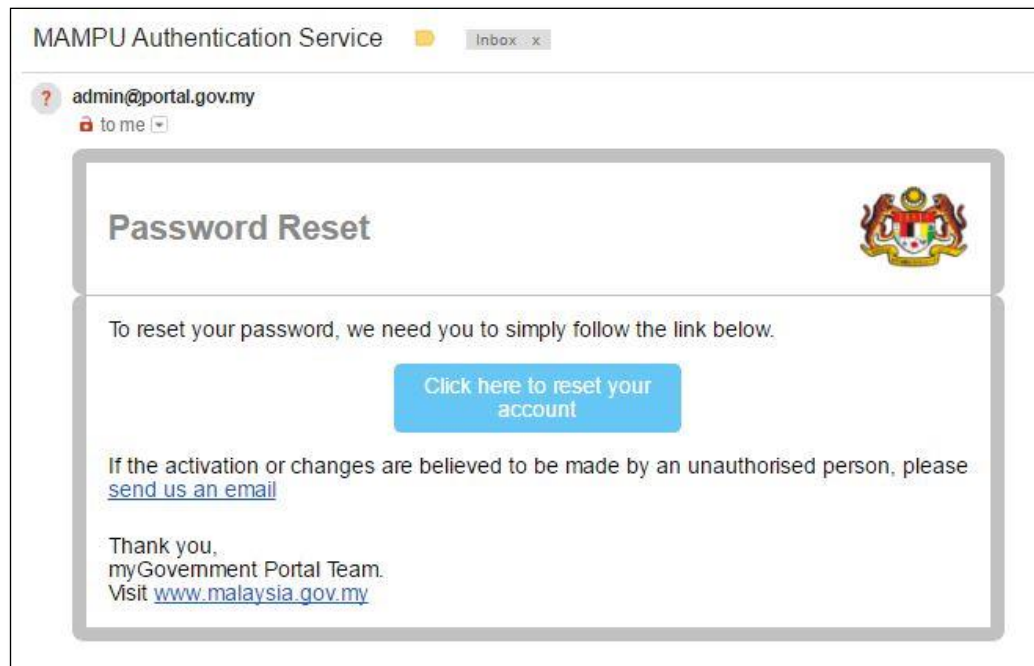 MAMPU Authentication Service Inbox x
? admin@portal.gov.my
to me
Password Reset
To reset your password, we need you to simply follow the link below.
Click here to reset your
account
If the activation or changes are believed to be made by an unauthorised person, please
send us an email
Thank you,
myGovernment Portal Team.
Visit www.malaysia.gov.my